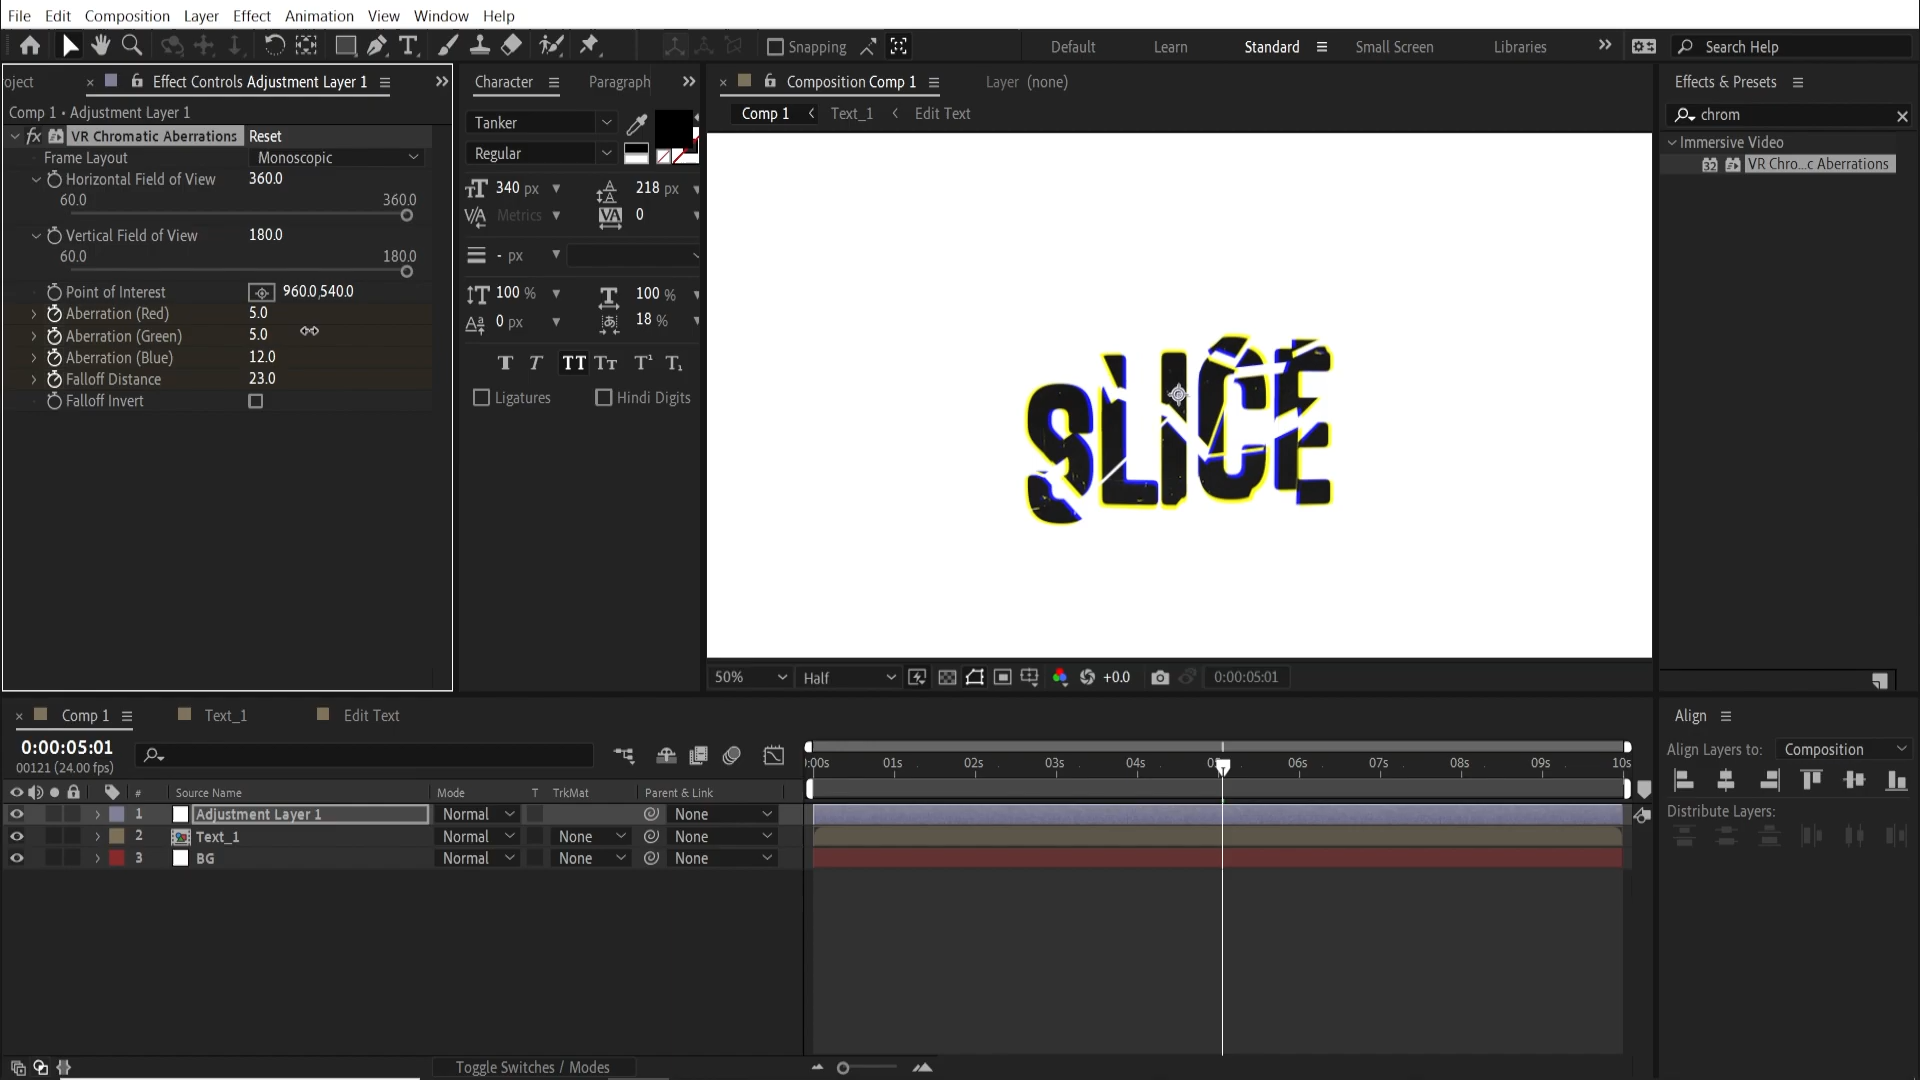 File Edit Composition Layer Effect Animation View Window Help
Snapping Default Learn Standard Small Screen Libraries Search Help
oject Effect Controls Adjustment Layer 1
Character Paragraph
Composition Comp 1 Layer (none)
Effects & Presets
Comp 1 • Adjustment Layer 1
Comp 1 Text_1 Edit Text
chrom
fx VR Chromatic Aberrations Reset
Frame Layout Monoscopic
Horizontal Field of View 360.0
60.0 360.0
Vertical Field of View 180.0
60.0 180.0
Point of Interest 960.0,540.0
Aberration (Red) 5.0
Aberration (Green) 5.0
Aberration (Blue) 12.0
Falloff Distance 23.0
Falloff Invert
Tanker
Regular
340 px 218 px
Metrics 0
- px
100 % 100 %
0 px 18 %
T T TT Tт T¹ T₁
Ligatures Hindi Digits
SLICE
Immersive Video
32 VR Chro...c Aberrations
50% Half +0.0 0:00:05:01
Comp 1 Text_1 Edit Text
0:00:05:01
00121 (24.00 fps)
# Source Name Mode T TrkMat Parent & Link
1 Adjustment Layer 1 Normal None
2 Text_1 Normal None None
3 BG Normal None None
):00s 01s 02s 03s 04s 05s 06s 07s 08s 09s 10s
Toggle Switches / Modes
Align
Align Layers to: Composition
Distribute Layers: